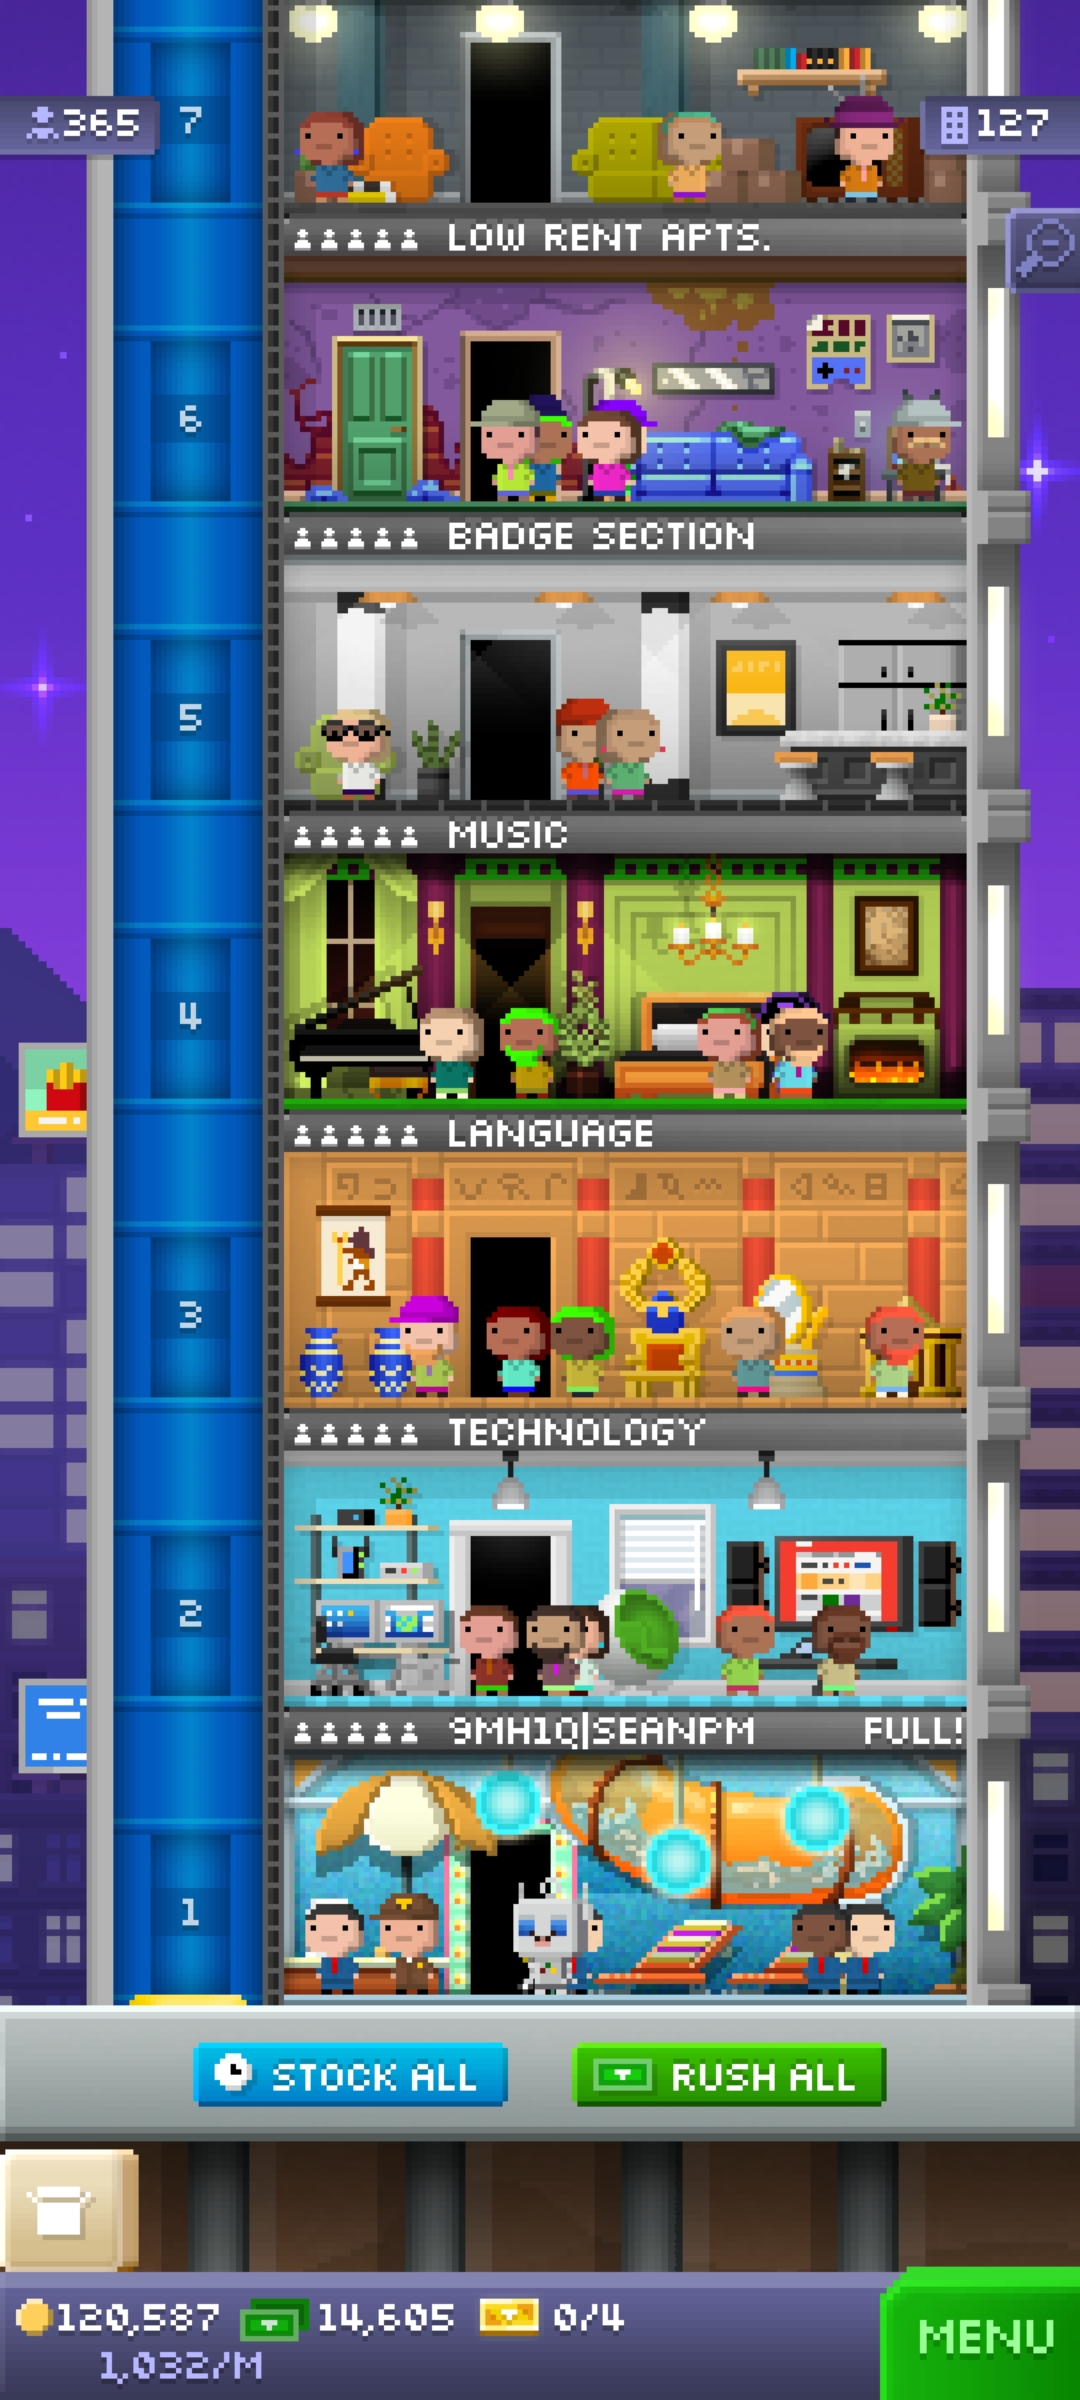 365
7
127
LOW RENT APTS.
6
BADGE SECTION
5
MUSIC
4
LANGUAGE
3
TECHNOLOGY
2
9MH1Q|SEANPM FULL!
1
STOCK ALL
RUSH ALL
120,587 14,605 0/4
1,032/M
MENU